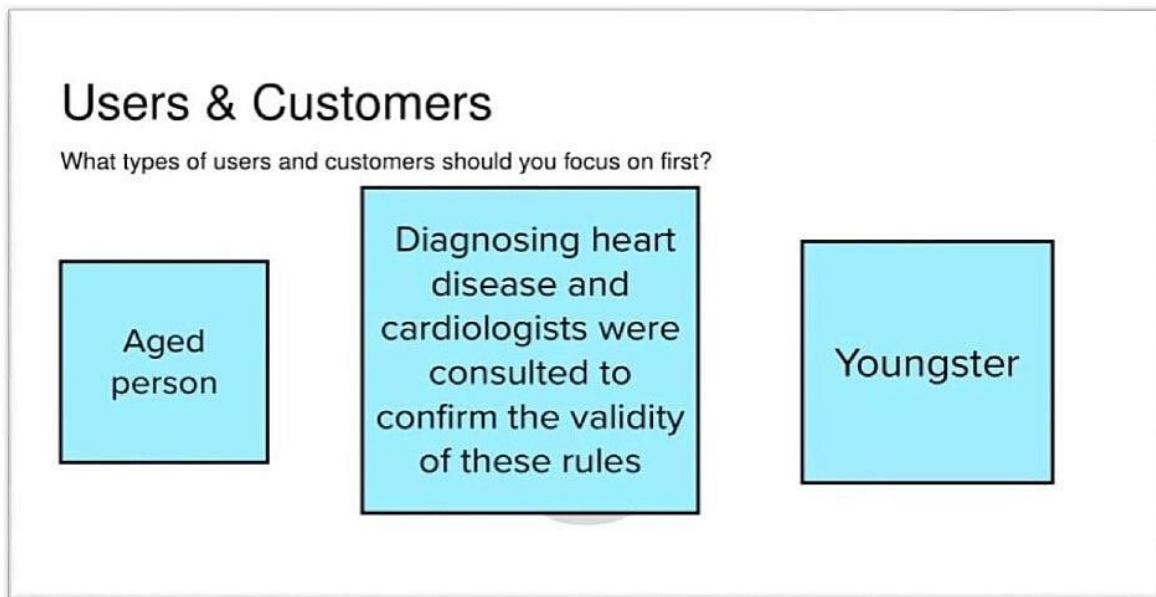 Users & Customers
What types of users and customers should you focus on first?
Aged
person
Diagnosing heart
disease and
cardiologists were
consulted to
confirm the validity
of these rules
Youngster